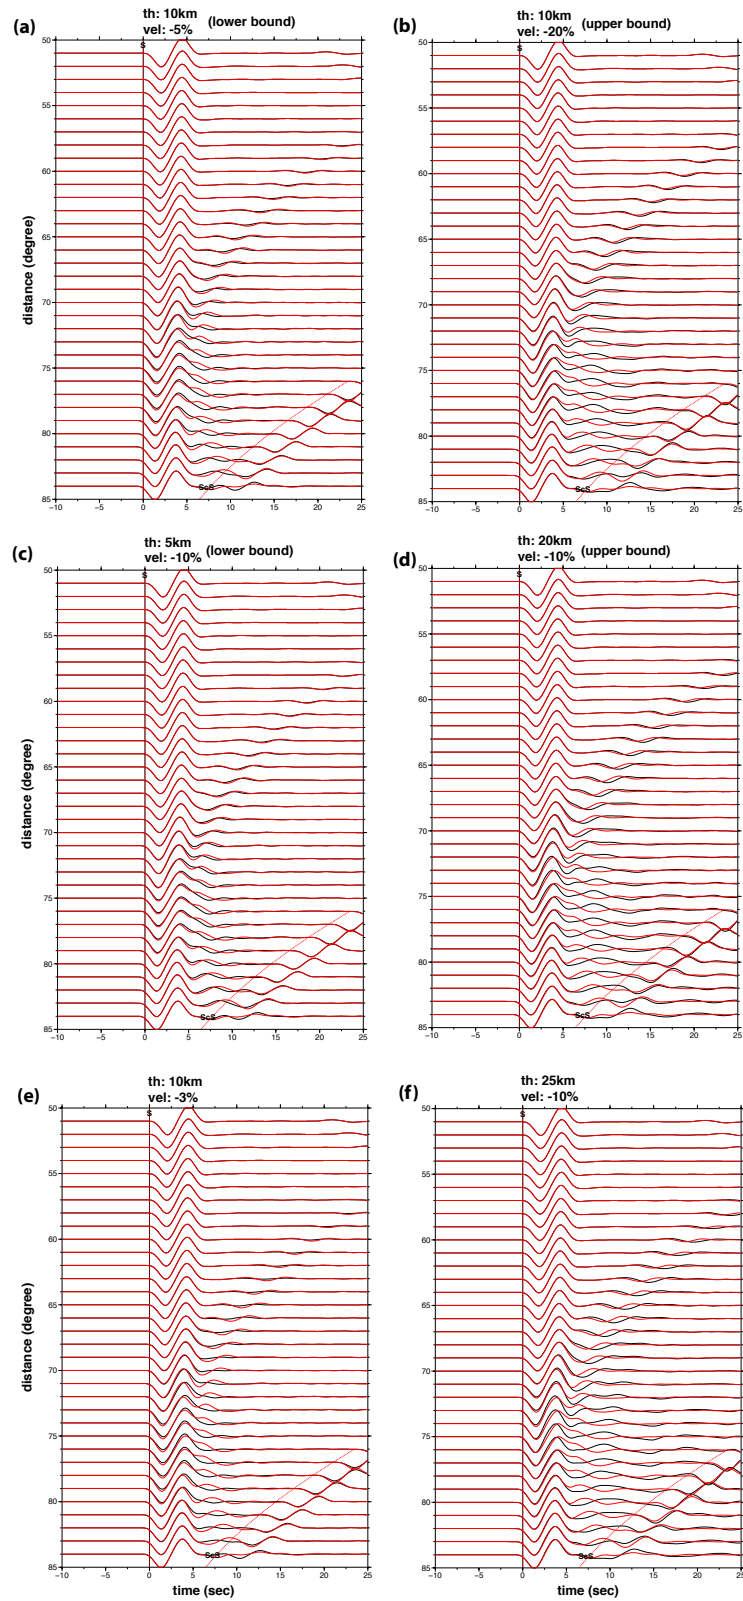 (a)
th: 10km
vel: -5%
(lower bound)
S
50
55
60
65
70
75
80
85
distance (degree)
ScS
−10 −5 0 5 10 15 20 25
(b)
th: 10km
vel: -20%
(upper bound)
S
50
55
60
65
70
75
80
85
ScS
−10 −5 0 5 10 15 20 25
(c)
th: 5km
vel: -10%
(lower bound)
S
50
55
60
65
70
75
80
85
distance (degree)
ScS
−10 −5 0 5 10 15 20 25
(d)
th: 20km
vel: -10%
(upper bound)
S
50
55
60
65
70
75
80
85
ScS
−10 −5 0 5 10 15 20 25
(e)
th: 10km
vel: -3%
S
50
55
60
65
70
75
80
85
distance (degree)
ScS
−10 −5 0 5 10 15 20 25
time (sec)
(f)
th: 25km
vel: -10%
S
50
55
60
65
70
75
80
85
ScS
−10 −5 0 5 10 15 20 25
time (sec)